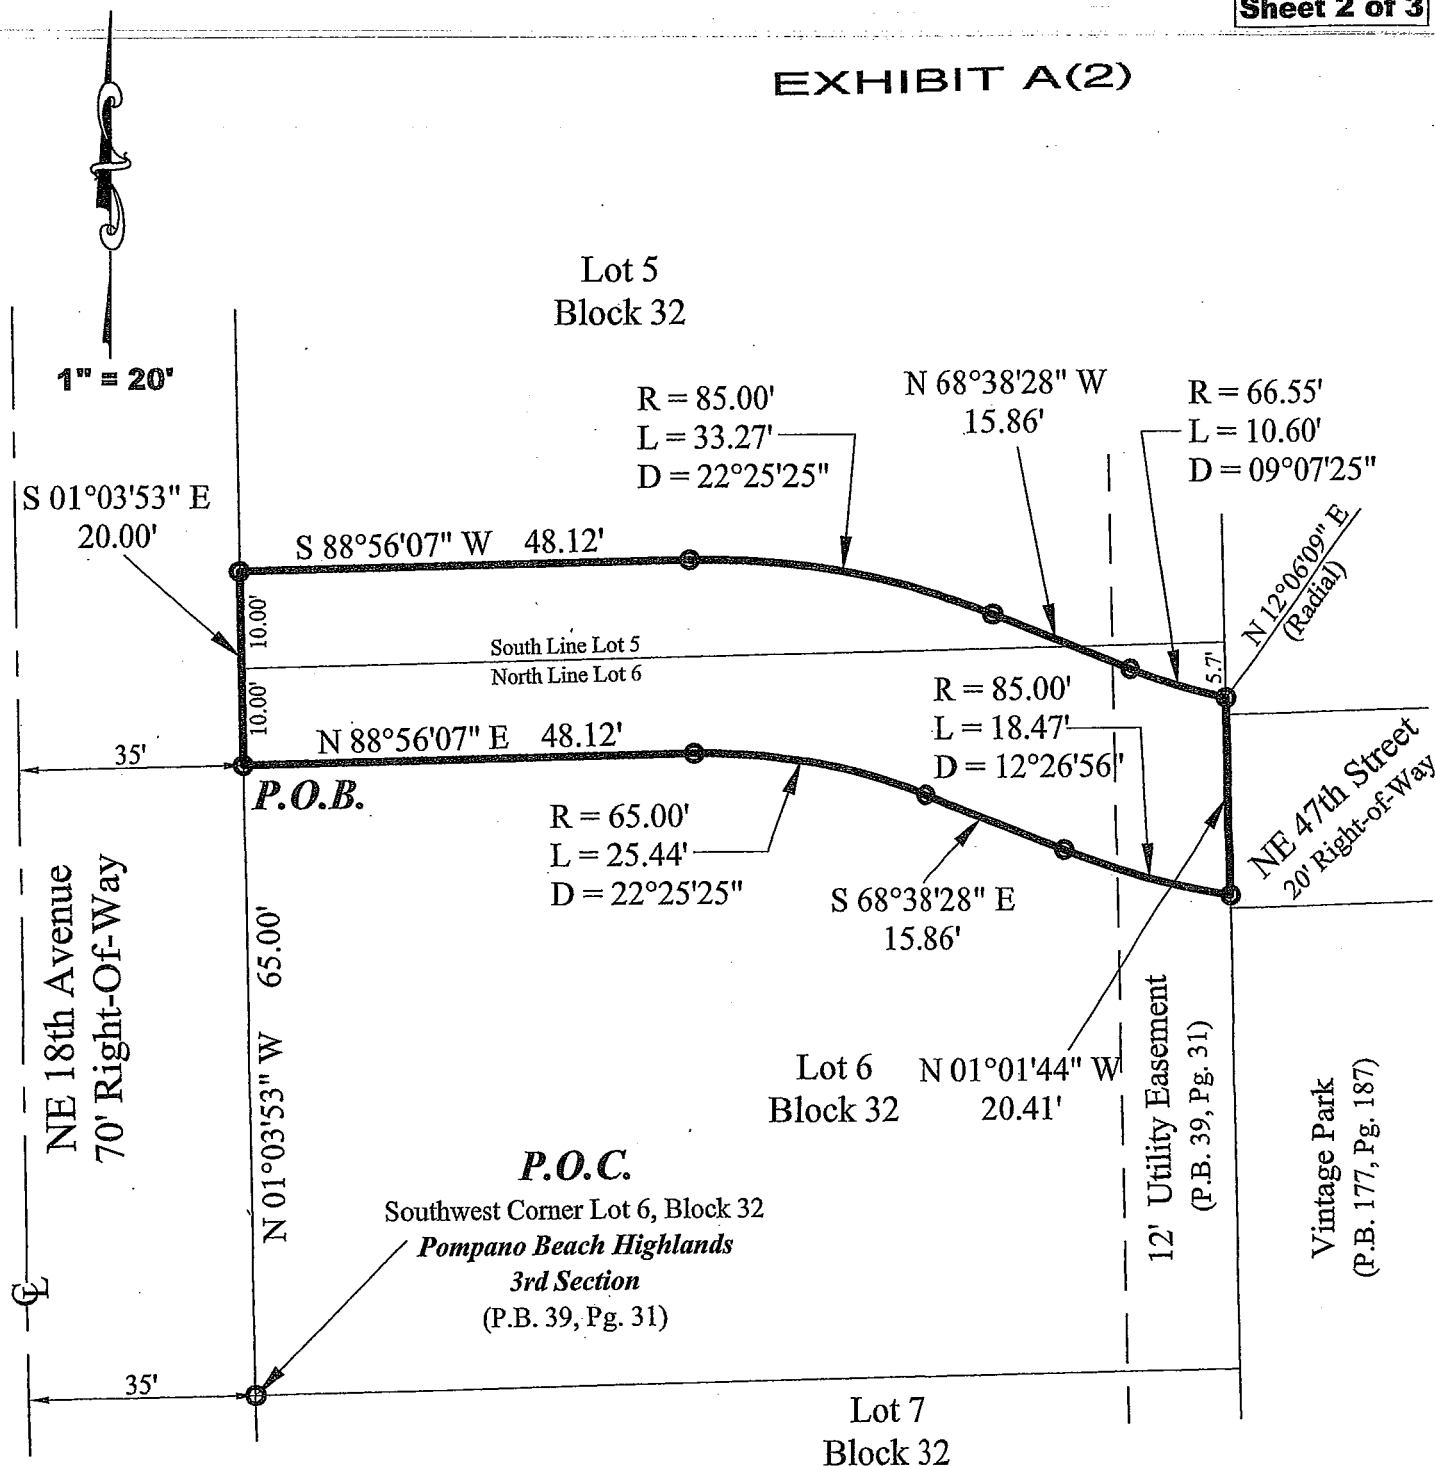 Sheet 2 of 3
EXHIBIT A(2)
1" = 20'
Lot 5
Block 32
R = 85.00'
L = 33.27'
D = 22°25'25"
N 68°38'28" W
15.86'
R = 66.55'
L = 10.60'
D = 09°07'25"
S 01°03'53" E
20.00'
S 88°56'07" W 48.12'
N 12°06'09" E
(Radial)
10.00'
South Line Lot 5
North Line Lot 6
5.7'
10.00'
R = 85.00'
L = 18.47'
D = 12°26'56"
35'
N 88°56'07" E 48.12'
P.O.B.
NE 47th Street
20' Right-of-Way
R = 65.00'
L = 25.44'
D = 22°25'25"
S 68°38'28" E
15.86'
NE 18th Avenue
70' Right-Of-Way
N 01°03'53" W 65.00'
Lot 6
Block 32
N 01°01'44" W
20.41'
12' Utility Easement
(P.B. 39, Pg. 31)
Vintage Park
(P.B. 177, Pg. 187)
P.O.C.
Southwest Corner Lot 6, Block 32
Pompano Beach Highlands
3rd Section
(P.B. 39, Pg. 31)
CL
35'
Lot 7
Block 32